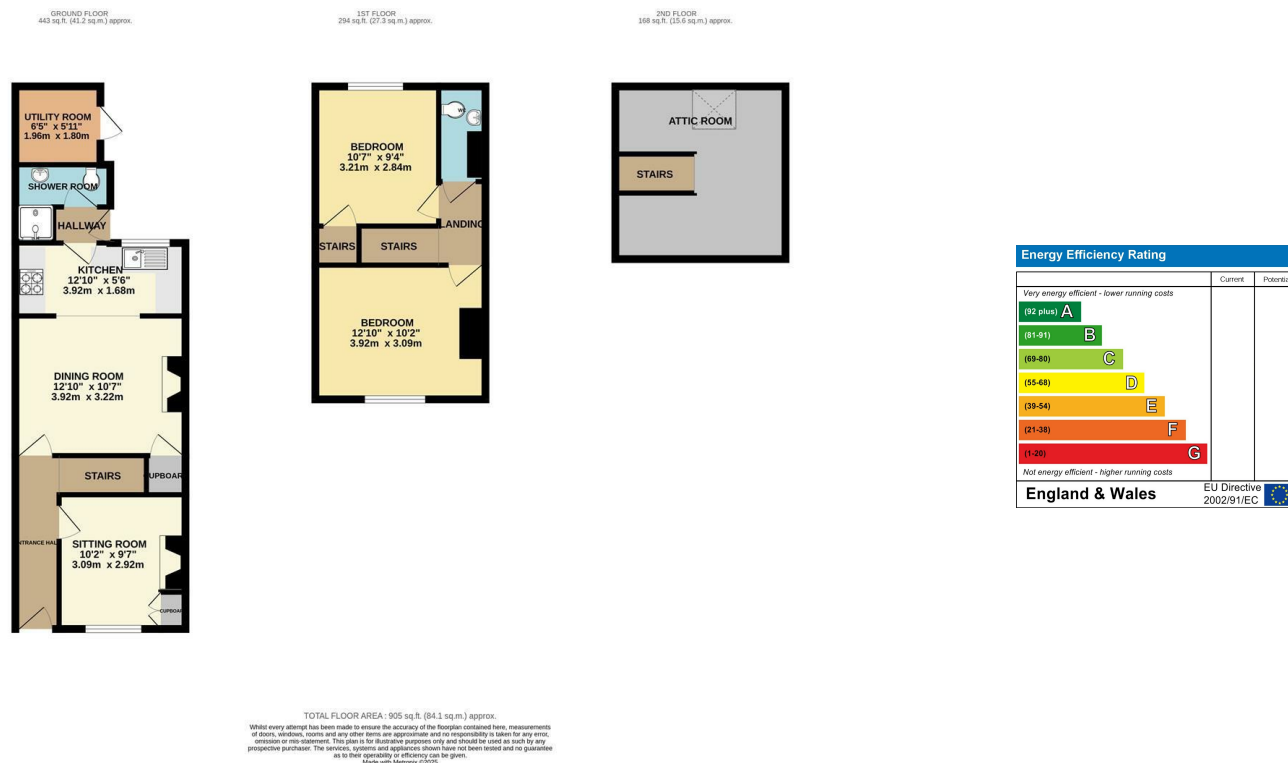 GROUND FLOOR
443 sq.ft. (41.2 sq.m.) approx.
1ST FLOOR
294 sq.ft. (27.3 sq.m.) approx.
2ND FLOOR
168 sq.ft. (15.6 sq.m.) approx.
UTILITY ROOM
6'5" x 5'11"
1.96m x 1.80m
SHOWER ROOM
HALLWAY
KITCHEN
12'10" x 5'6"
3.92m x 1.68m
DINING ROOM
12'10" x 10'7"
3.92m x 3.22m
STAIRS
CUPBOAR
NTRANCE HAL
SITTING ROOM
10'2" x 9'7"
3.09m x 2.92m
CUPBOAR
BEDROOM
10'7" x 9'4"
3.21m x 2.84m
WC
LANDING
STAIRS
STAIRS
BEDROOM
12'10" x 10'2"
3.92m x 3.09m
ATTIC ROOM
STAIRS
Energy Efficiency Rating
Current
Potentia
Very energy efficient - lower running costs
(92 plus) A
(81-91) B
(69-80) C
(55-68) D
(39-54) E
(21-38) F
(1-20) G
Not energy efficient - higher running costs
England & Wales
EU Directive
2002/91/EC
TOTAL FLOOR AREA : 905 sq.ft. (84.1 sq.m.) approx.
Whilst every attempt has been made to ensure the accuracy of the floorplan contained here, measurements
of doors, windows, rooms and any other items are approximate and no responsibility is taken for any error,
omission or mis-statement. This plan is for illustrative purposes only and should be used as such by any
prospective purchaser. The services, systems and appliances shown have not been tested and no guarantee
as to their operability or efficiency can be given.
Made with Metropix ©2025